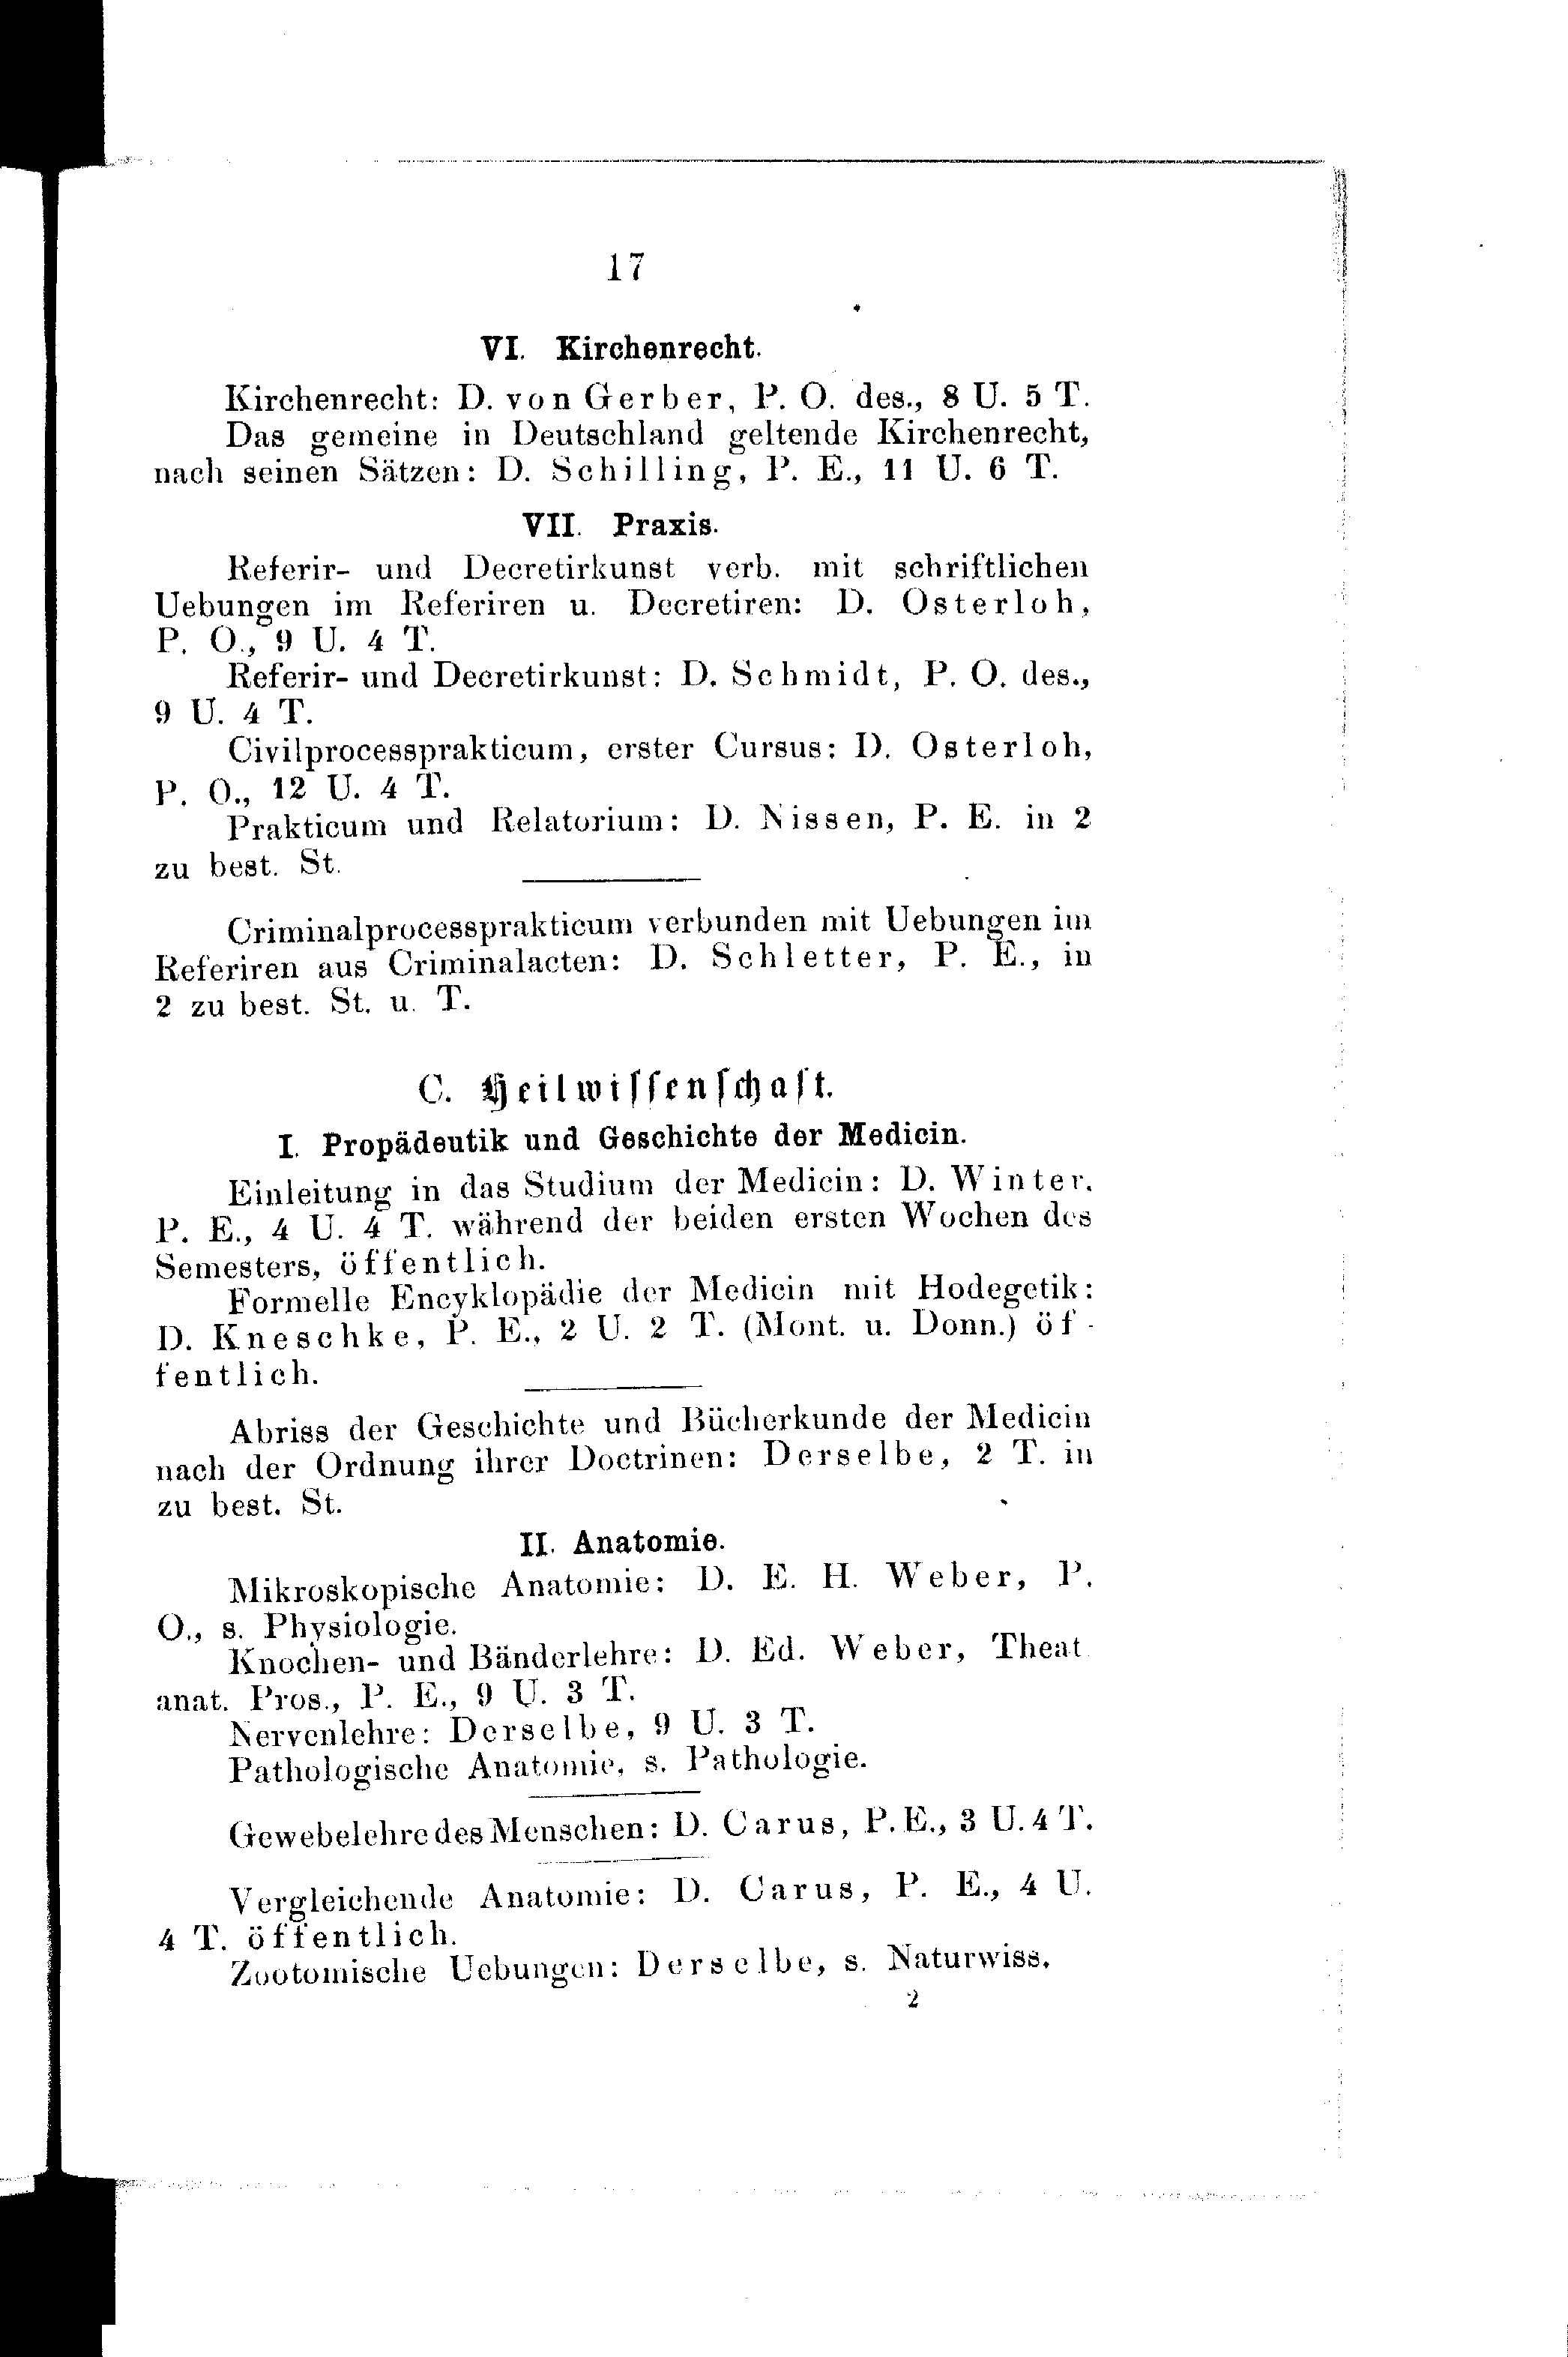 17
VI. Kirchenrecht.
Kirchenrecht: D. von Gerber, P. O. des., 8 U. 5 T.
Das gemeine in Deutschland geltende Kirchenrecht,
nach seinen Sätzen: D. Schilling, P. E., 11 U. 6 T.
VII. Praxis.
Referir- und Decretirkunst verb. mit schriftlichen
Uebungen im Referiren u. Decretiren: D. Osterloh,
P. O., 9 U. 4 T.
Referir- und Decretirkunst: D. Schmidt, P. O. des.,
9 U. 4 T.
Civilprocessprakticum, erster Cursus: D. Osterloh,
P. O., 12 U. 4 T.
Prakticum und Relatorium: D. Nissen, P. E. in 2
zu best. St.
Criminalprocessprakticum verbunden mit Uebungen im
Referiren aus Criminalacten: D. Schletter, P. E., in
2 zu best. St. u. T.
C. Heilwissenschaft.
I. Propädeutik und Geschichte der Medicin.
Einleitung in das Studium der Medicin: D. Winter.
P. E., 4 U. 4 T. während der beiden ersten Wochen des
Semesters, öffentlich.
Formelle Encyklopädie der Medicin mit Hodegetik:
D. Kneschke, P. E., 2 U. 2 T. (Mont. u. Donn.) öf-
fentlich.
Abriss der Geschichte und Bücherkunde der Medicin
nach der Ordnung ihrer Doctrinen: Derselbe, 2 T. in
zu best. St.
II. Anatomie.
Mikroskopische Anatomie: D. E. H. Weber, P.
O., s. Physiologie.
Knochen- und Bänderlehre: D. Ed. Weber, Theat
anat. Pros., P. E., 9 U. 3 T.
Nervenlehre: Derselbe, 9 U. 3 T.
Pathologische Anatomie, s. Pathologie.
Gewebelehre des Menschen: D. Carus, P. E., 3 U. 4 T.
Vergleichende Anatomie: D. Carus, P. E., 4 U.
4 T. öffentlich.
Zootomische Uebungen: Derselbe, s. Naturwiss.
2